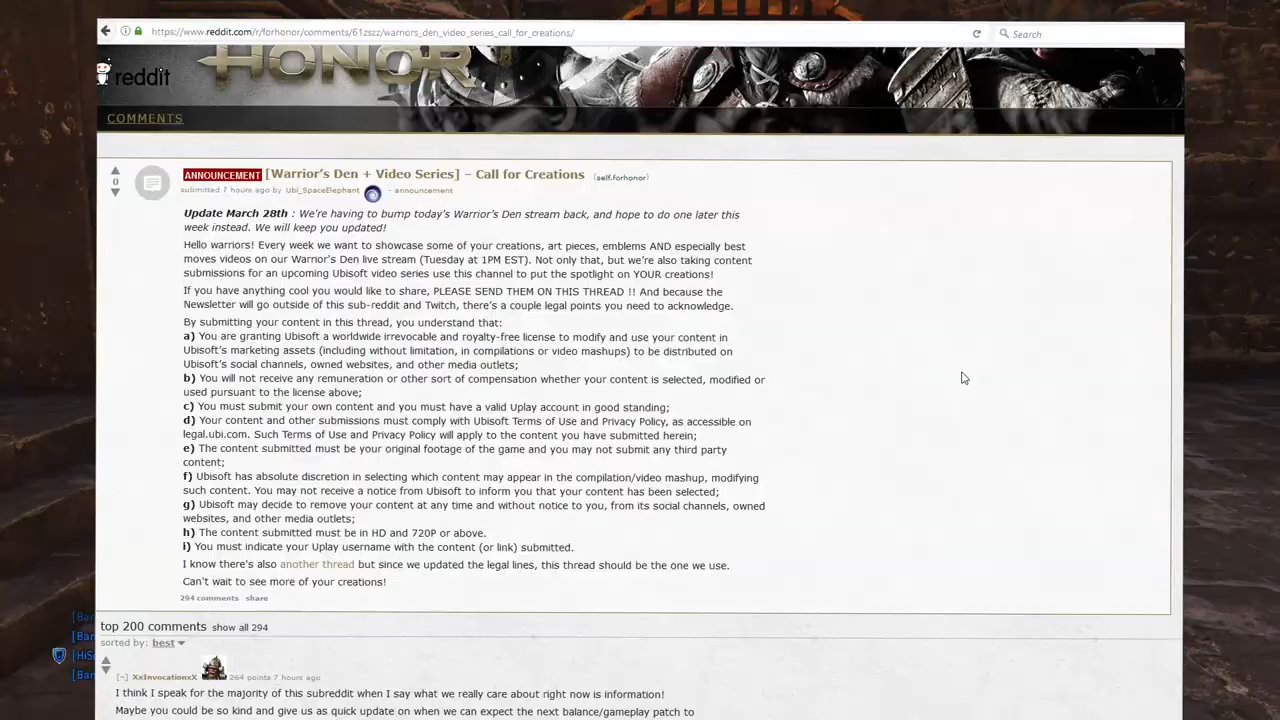 https://www.reddit.com/r/forhonor/comments/61zszz/warriors_den_video_series_call_for_creations/
Search
HONOR
reddit
COMMENTS
ANNOUNCEMENT [Warrior's Den + Video Series] – Call for Creations (self.forhonor)
0
submitted 7 hours ago by Ubi_SpaceElephant - announcement
Update March 28th : We're having to bump today's Warrior's Den stream back, and hope to do one later this
week instead. We will keep you updated!
Hello warriors! Every week we want to showcase some of your creations, art pieces, emblems AND especially best
moves videos on our Warrior's Den live stream (Tuesday at 1PM EST). Not only that, but we're also taking content
submissions for an upcoming Ubisoft video series use this channel to put the spotlight on YOUR creations!
If you have anything cool you would like to share, PLEASE SEND THEM ON THIS THREAD !! And because the
Newsletter will go outside of this sub-reddit and Twitch, there's a couple legal points you need to acknowledge.
By submitting your content in this thread, you understand that:
a) You are granting Ubisoft a worldwide irrevocable and royalty-free license to modify and use your content in
Ubisoft's marketing assets (including without limitation, in compilations or video mashups) to be distributed on
Ubisoft's social channels, owned websites, and other media outlets;
b) You will not receive any remuneration or other sort of compensation whether your content is selected, modified or
used pursuant to the license above;
c) You must submit your own content and you must have a valid Uplay account in good standing;
d) Your content and other submissions must comply with Ubisoft Terms of Use and Privacy Policy, as accessible on
legal.ubi.com. Such Terms of Use and Privacy Policy will apply to the content you have submitted herein;
e) The content submitted must be your original footage of the game and you may not submit any third party
content;
f) Ubisoft has absolute discretion in selecting which content may appear in the compilation/video mashup, modifying
such content. You may not receive a notice from Ubisoft to inform you that your content has been selected;
g) Ubisoft may decide to remove your content at any time and without notice to you, from its social channels, owned
websites, and other media outlets;
h) The content submitted must be in HD and 720P or above.
i) You must indicate your Uplay username with the content (or link) submitted.
I know there's also another thread but since we updated the legal lines, this thread should be the one we use.
Can't wait to see more of your creations!
294 comments share
[Ban
top 200 comments show all 294
[Ban
sorted by: best
[HiS
[Ban
[–] XxInvocationxX 264 points 7 hours ago
I think I speak for the majority of this subreddit when I say what we really care about right now is information!
Maybe you could be so kind and give us as quick update on when we can expect the next balance/gameplay patch to